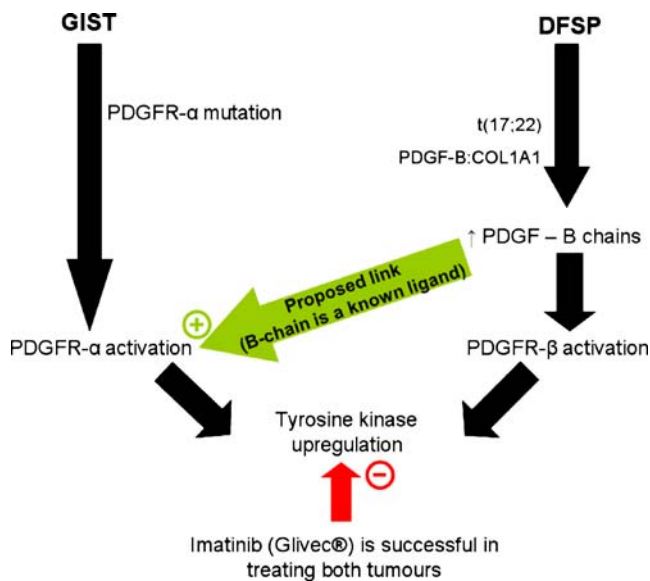 GIST
DFSP
PDGFR-α mutation
t(17;22)
PDGF-B:COL1A1
↑ PDGF – B chains
Proposed link
(B-chain is a known ligand)
+
PDGFR-α activation
PDGFR-β activation
Tyrosine kinase
upregulation
−
Imatinib (Glivec®) is successful in
treating both tumours